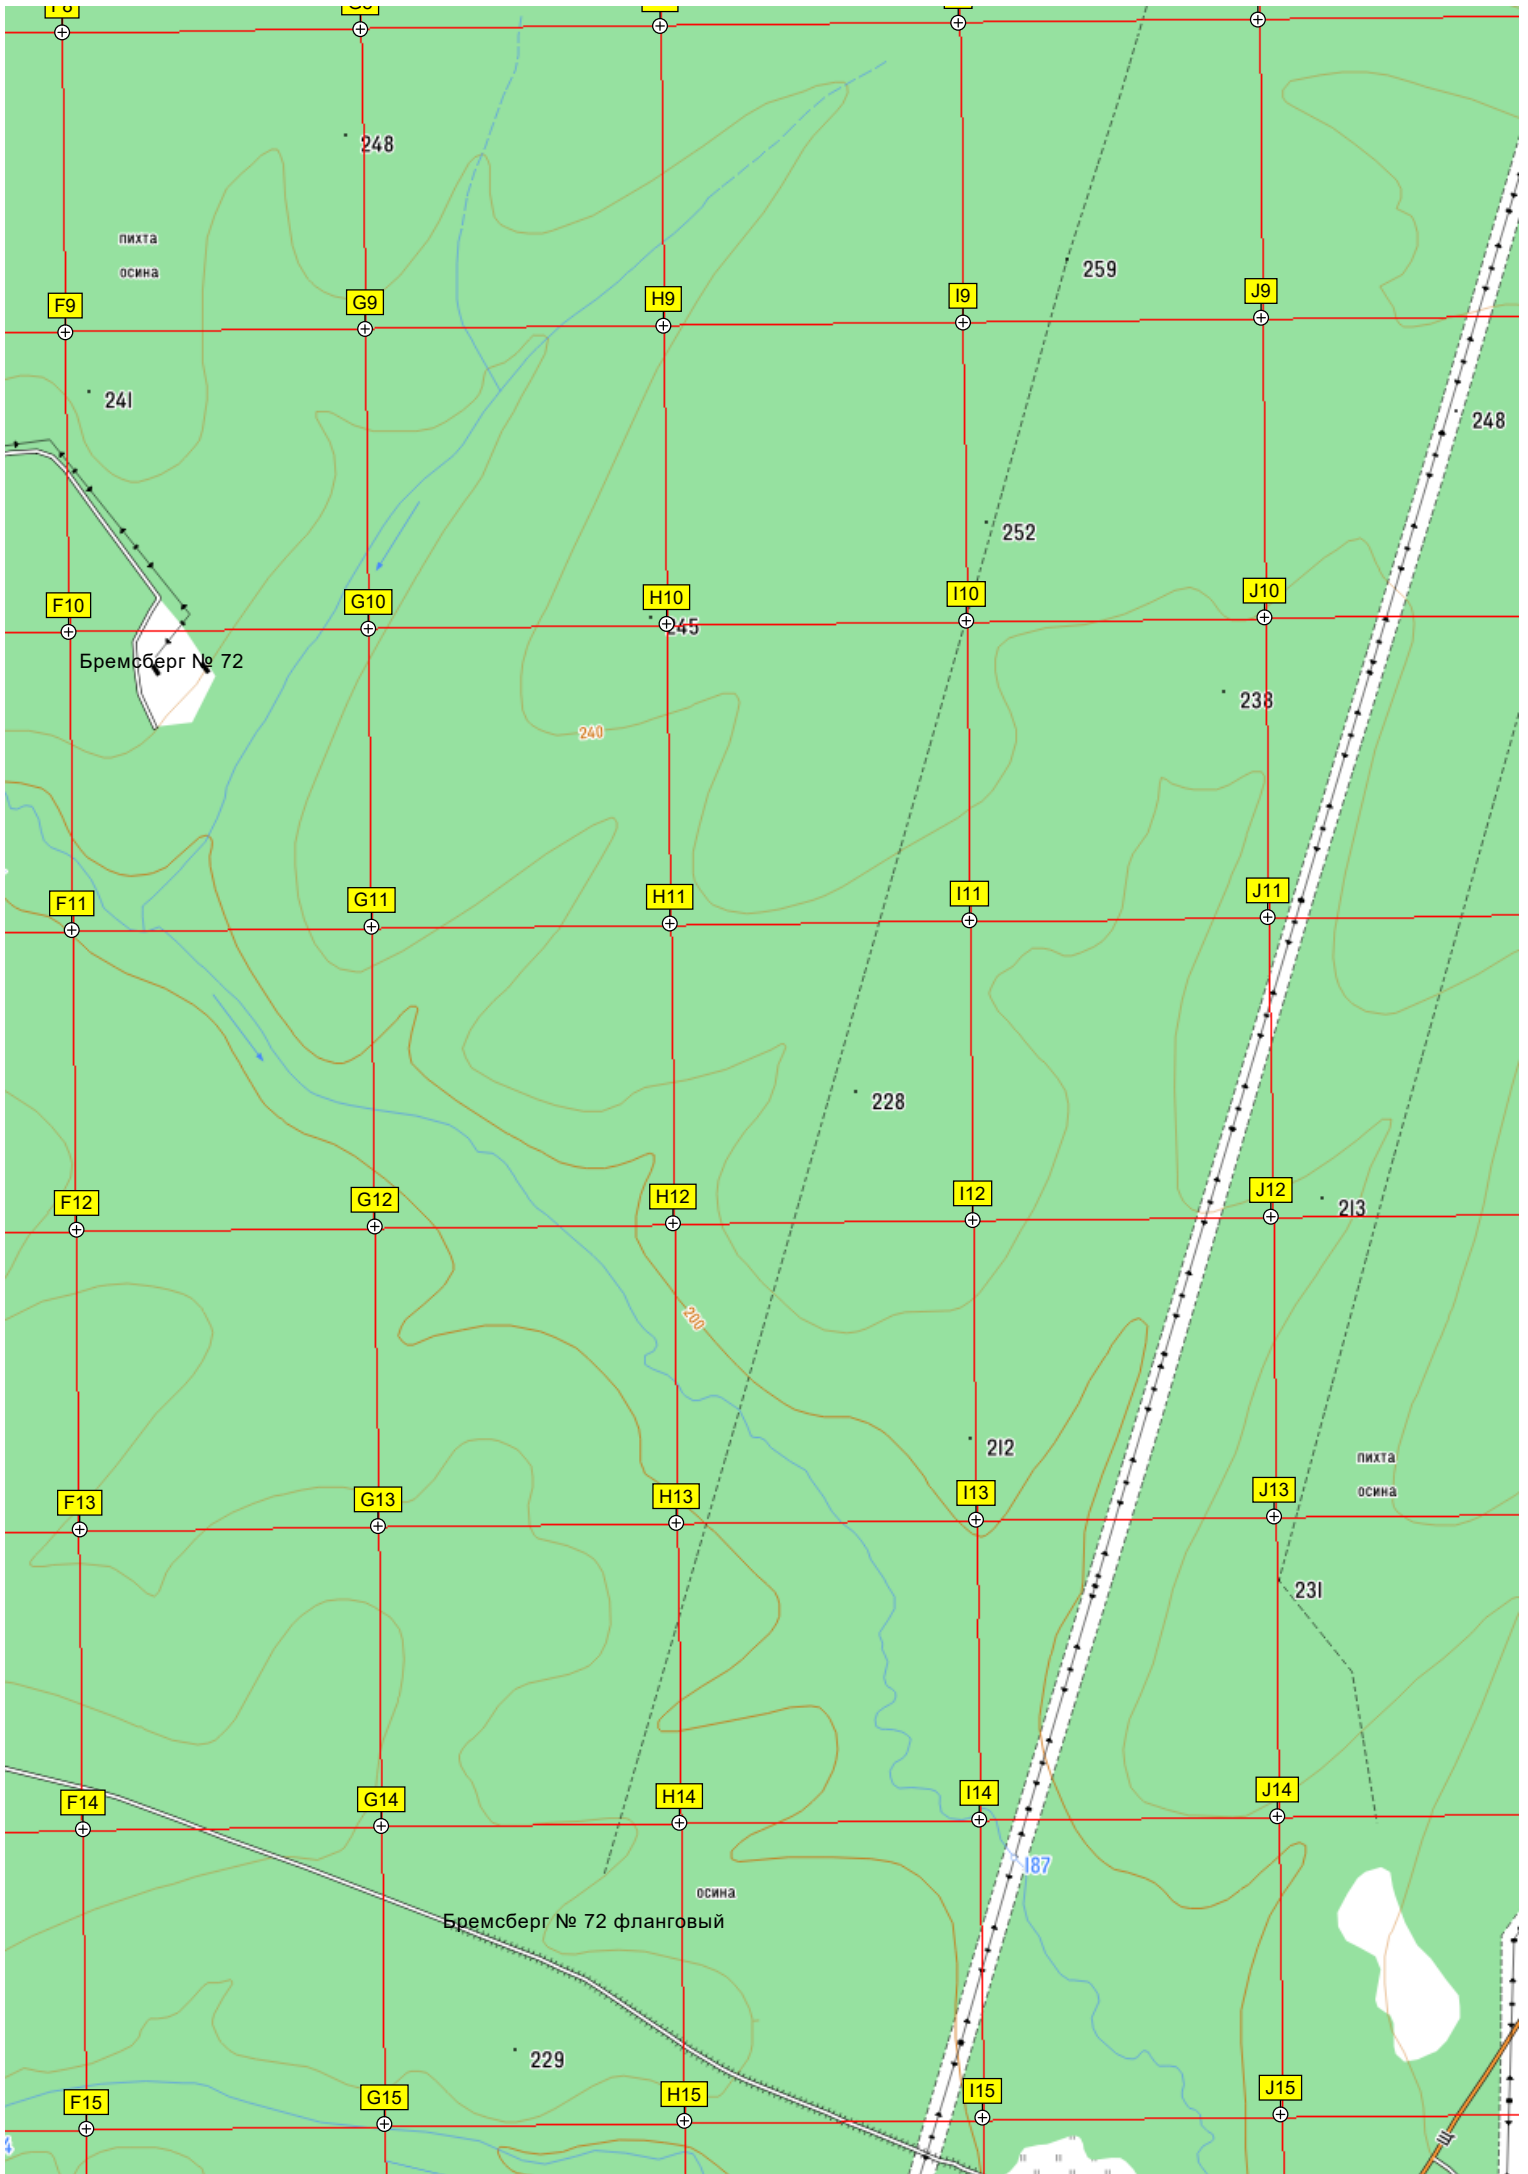 248
пихта
осина
259
F9
G9
H9
I9
J9
241
248
252
F10
G10
H10
I10
J10
245
Бремсберг № 72
238
240
F11
G11
H11
I11
J11
228
F12
G12
H12
I12
J12
213
200
212
пихта
осина
F13
G13
H13
I13
J13
231
F14
G14
H14
I14
J14
187
осина
Бремсберг № 72 фланговый
229
F15
G15
H15
I15
J15
Щ